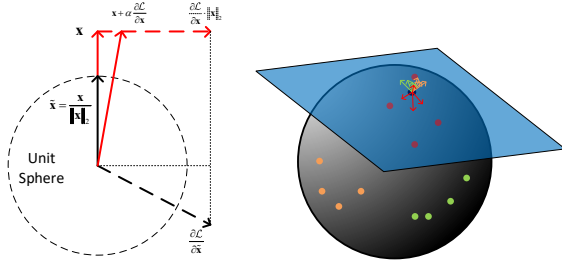 x
x + α ∂ℒ/∂x
∂ℒ/∂x · ‖x‖₂
x̃ = x/‖x‖₂
Unit
Sphere
∂ℒ/∂x̃